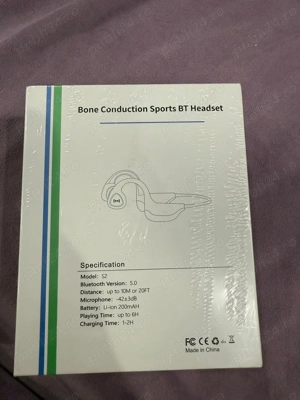 Bone Conduction Sports BT Headset
Specification
Model: S2
Bluetooth Version: 5.0
Distance: up to 10M or 20FT
Microphone: -42±3dB
Battery: Li-ion 200mAH
Playing Time: up to 6H
Charging Time: 1-2H
FC CE
Made in China